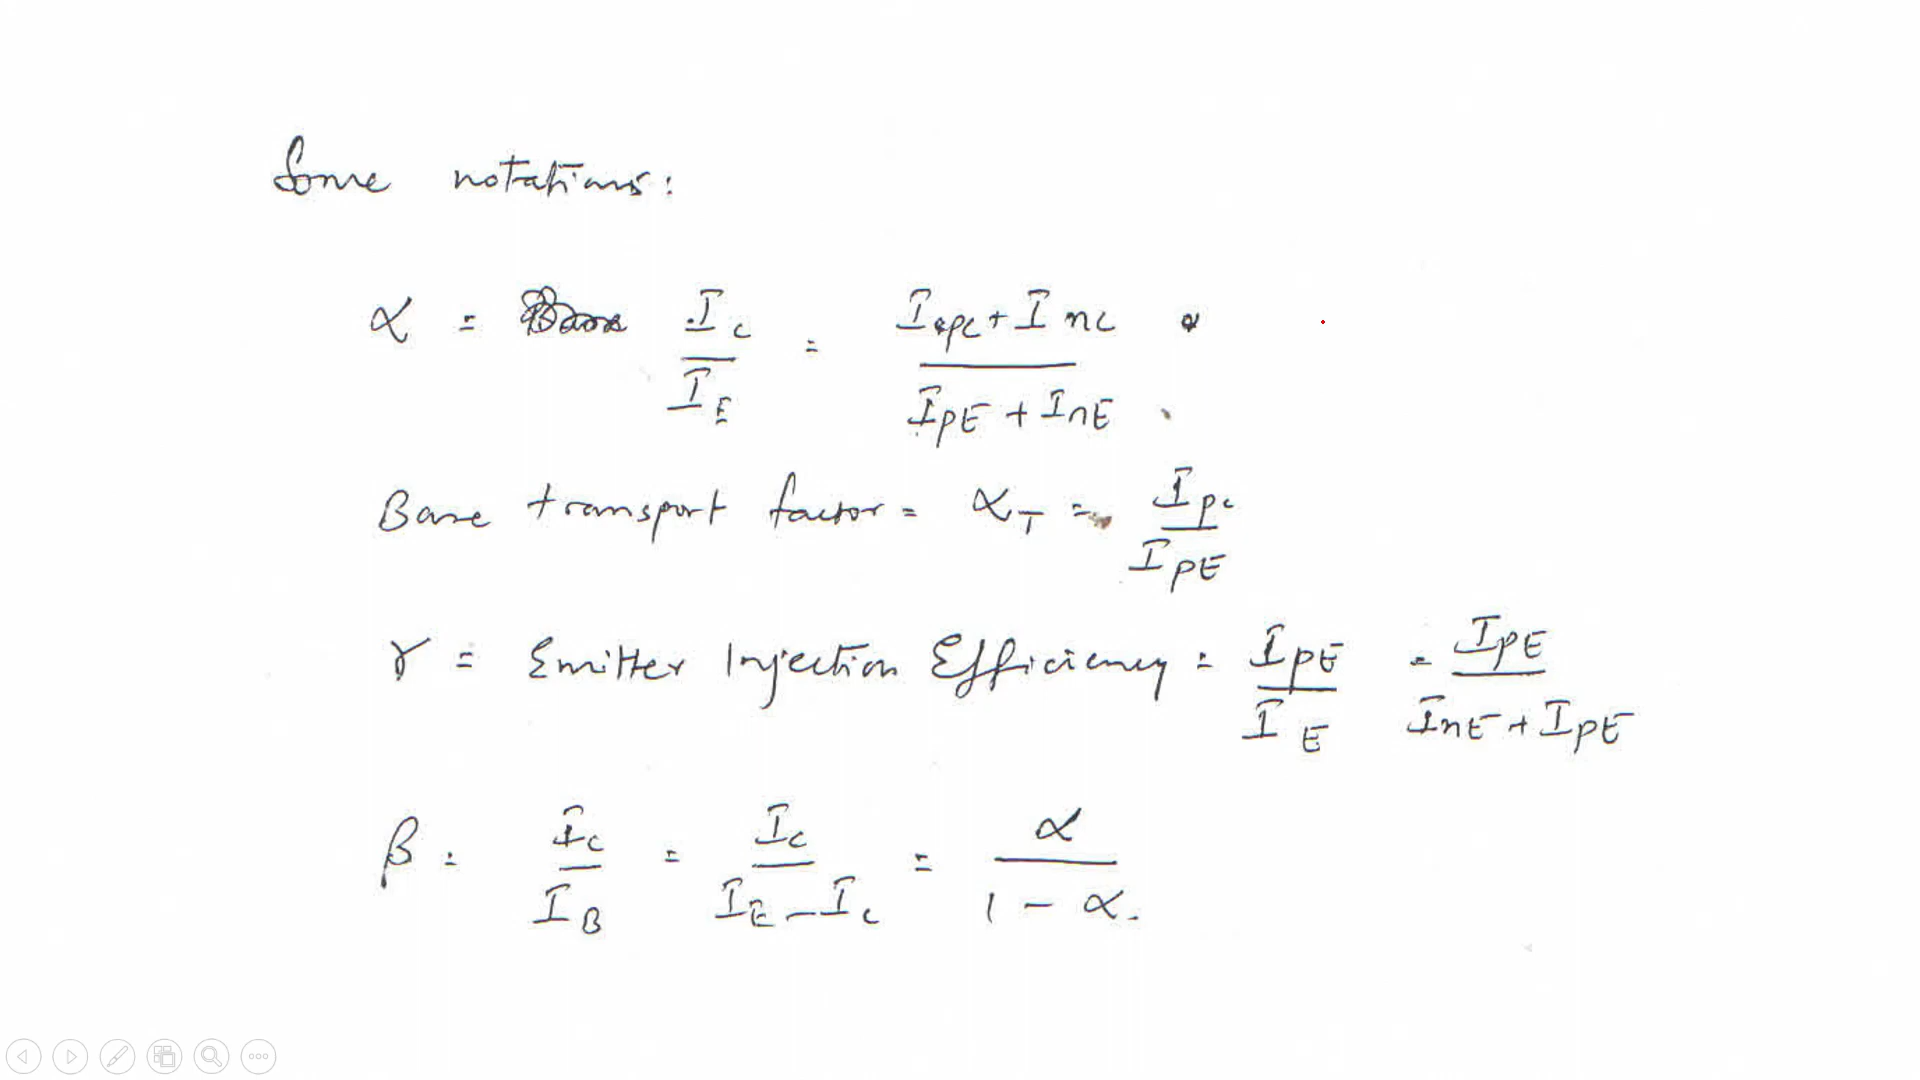 Some notations:
α = I_C / I_E = (I_pC + I_nC) / (I_pE + I_nE)
Base transport factor = α_T = I_pC / I_pE
γ = Emitter Injection Efficiency = I_pE / I_E = I_pE / (I_nE + I_pE)
β = I_C / I_B = I_C / (I_E - I_C) = α / (1 - α).